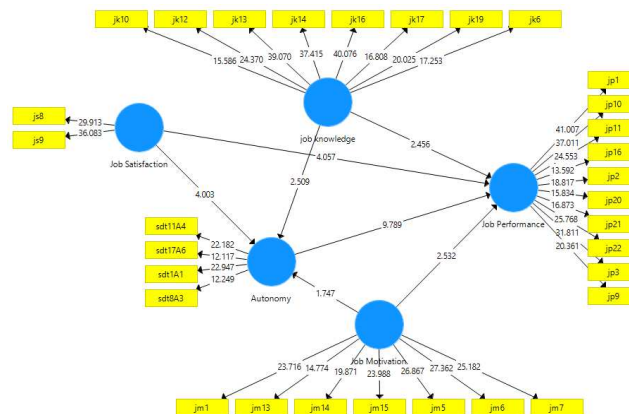 jk10
jk12
jk13
jk14
jk16
jk17
jk19
jk6
15.586
24.370
39.070
37.415
40.076
16.808
20.025
17.253
job knowledge
js8
js9
29.913
36.083
Job Satisfaction
4.057
2.456
4.003
2.509
jp1
jp10
jp11
jp16
jp2
jp20
jp21
jp22
jp3
jp9
41.007
37.011
24.553
13.592
18.817
15.834
16.873
25.768
31.811
20.361
Job Performance
9.789
2.532
1.747
sdt11A4
sdt17A6
sdt1A1
sdt8A3
22.182
12.117
22.947
12.249
Autonomy
Job Motivation
23.716
14.774
19.871
23.988
26.867
27.362
25.182
jm1
jm13
jm14
jm15
jm5
jm6
jm7